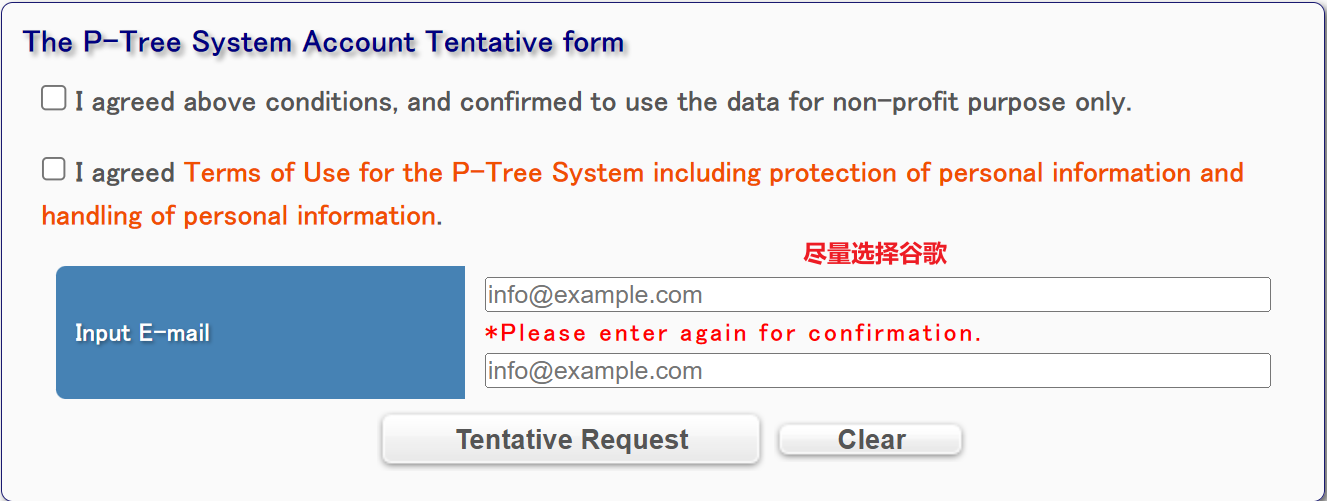 The P-Tree System Account Tentative form
I agreed above conditions, and confirmed to use the data for non-profit purpose only.
I agreed Terms of Use for the P-Tree System including protection of personal information and
handling of personal information.
尽量选择谷歌
info@example.com
Input E-mail
*Please enter again for confirmation.
info@example.com
Tentative Request
Clear